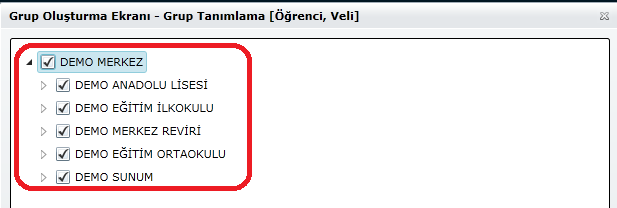 Grup Oluşturma Ekranı - Grup Tanımlama [Öğrenci, Veli]
DEMO MERKEZ
DEMO ANADOLU LİSESİ
DEMO EĞİTİM İLKOKULU
DEMO MERKEZ REVİRİ
DEMO EĞİTİM ORTAOKULU
DEMO SUNUM